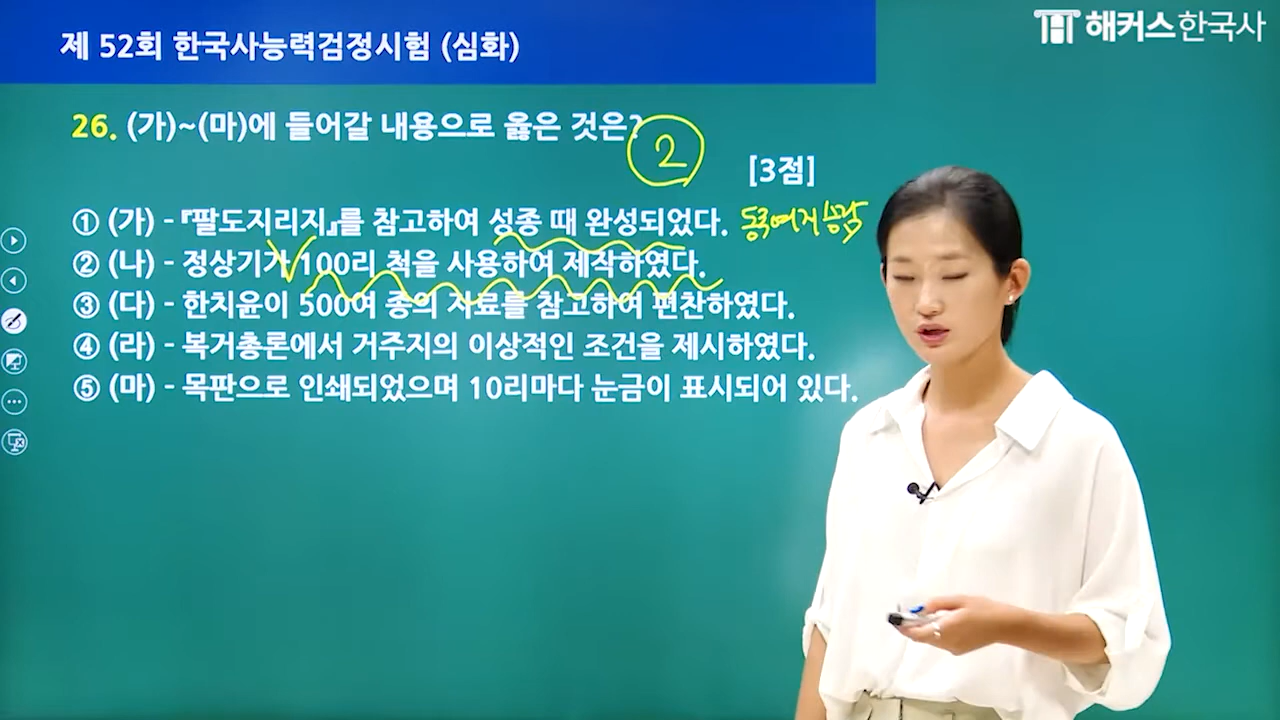 제 52회 한국사능력검정시험 (심화)
해커스한국사
26. (가)~(마)에 들어갈 내용으로 옳은 것은?
2
[3점]
① (가) - 『팔도지리지』를 참고하여 성종 때 완성되었다. 동국여지승람
② (나) - 정상기가 100리 척을 사용하여 제작하였다.
③ (다) - 한치윤이 500여 종의 자료를 참고하여 편찬하였다.
④ (라) - 복거총론에서 거주지의 이상적인 조건을 제시하였다.
⑤ (마) - 목판으로 인쇄되었으며 10리마다 눈금이 표시되어 있다.